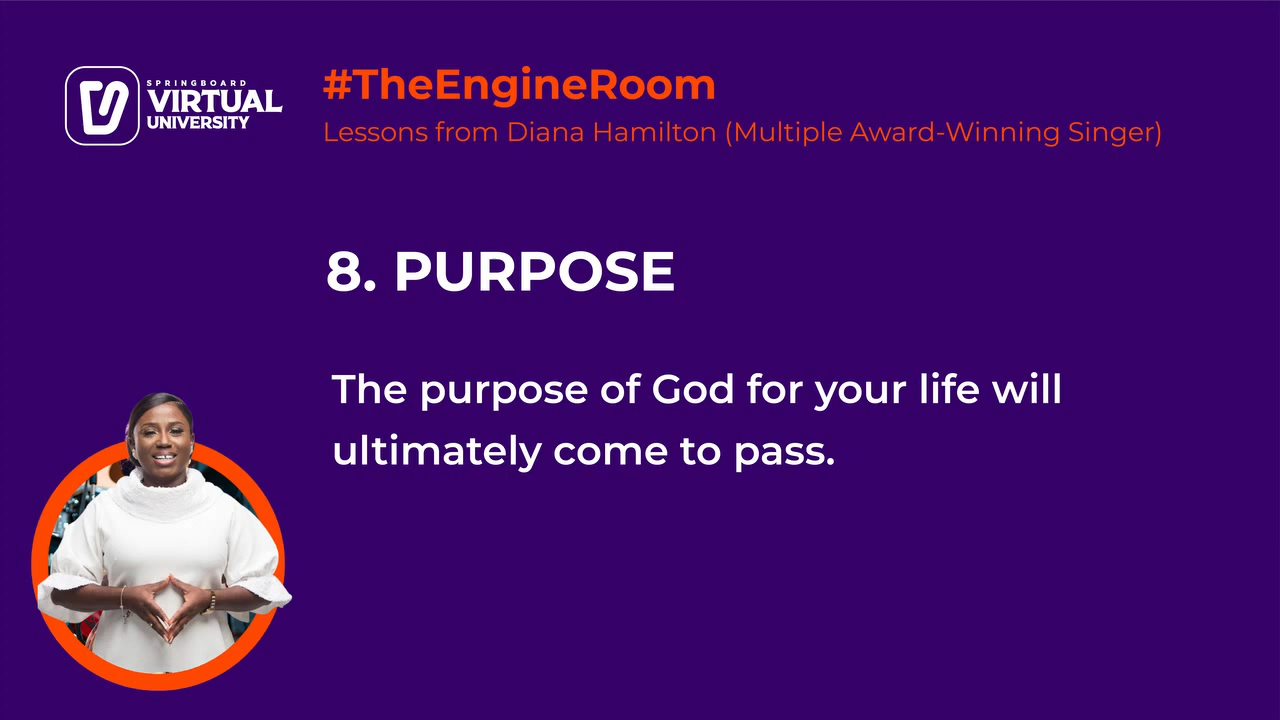 SPRINGBOARD
VIRTUAL
UNIVERSITY
#TheEngineRoom
Lessons from Diana Hamilton (Multiple Award-Winning Singer)
8. PURPOSE
The purpose of God for your life will
ultimately come to pass.